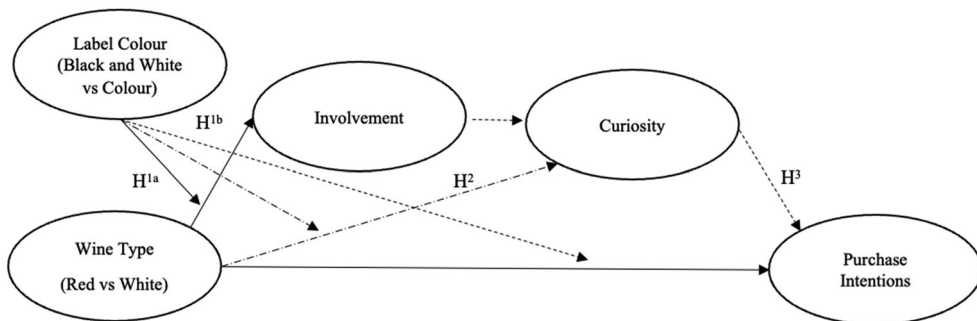 Label Colour
(Black and White
vs Colour)
H1b
Involvement
Curiosity
H1a
H2
H3
Wine Type
(Red vs White)
Purchase
Intentions